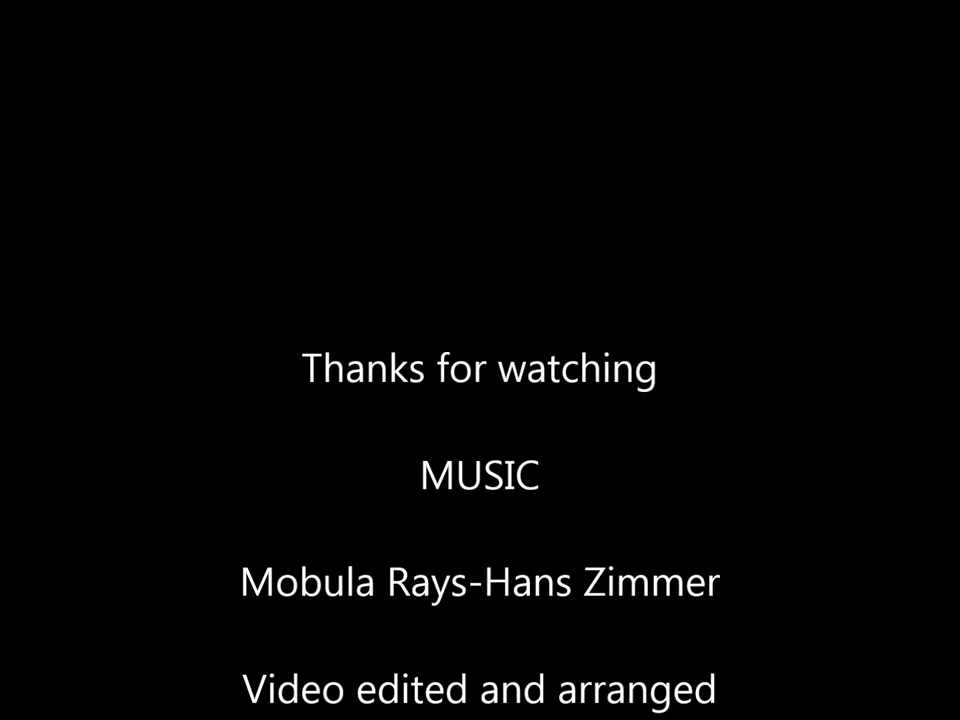 Thanks for watching
MUSIC
Mobula Rays-Hans Zimmer
Video edited and arranged